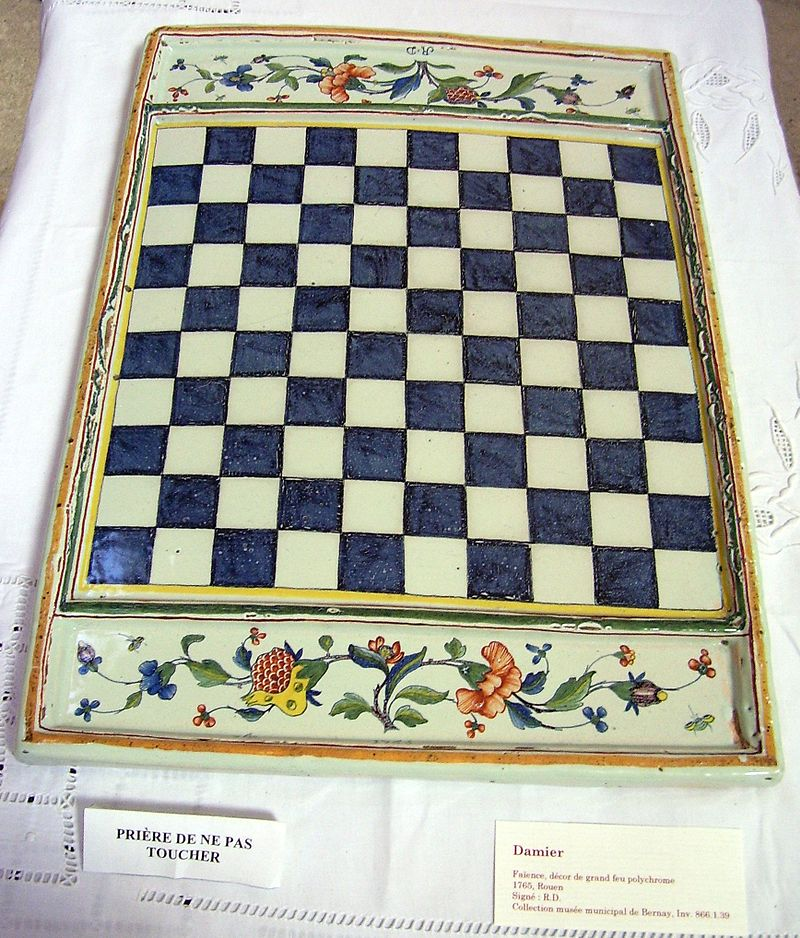 R·D
PRIÈRE DE NE PAS
TOUCHER
Damier
Faïence, décor de grand feu polychrome
1765, Rouen
Signé : R.D.
Collection musée municipal de Bernay, Inv. 866.1.39